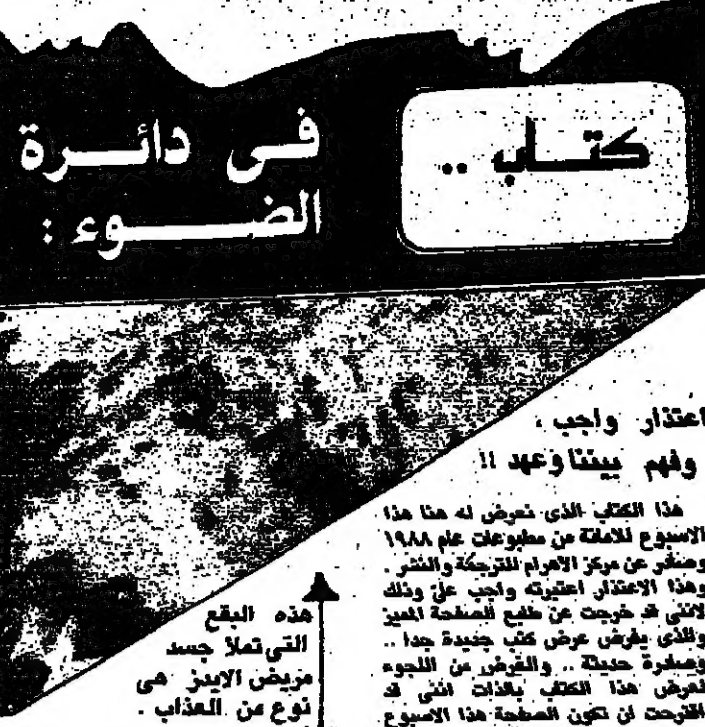 كتاب ..
فى دائرة
الضوء :
اعتذار واجب ،
وفهم بيننا وعهد !!
هذا الكتاب الذى نعرض له هنا هذا
الاسبوع للامانة من مطبوعات عام ١٩٨٨
وصادر عن مركز الاهرام للترجمة والنشر .
وهذا الاعتذار اعتبرته واجب علىّ وذلك
لاننى قد خرجت عن طابع الصفحة المميز
والذى يفرض عرض كتب جديدة جدا ..
وصادرة حديثة .. والغرض من اللجوء
لعرض هذا الكتاب بالذات اننى قد
اقترحت ان تكون الصفحة هذا الاسبوع
هذه البقع
التى تملأ جسد
مريض الايدز هى
نوع من العذاب .